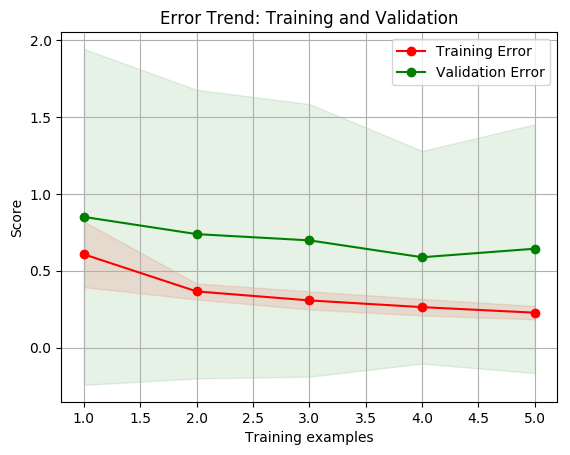 Error Trend: Training and Validation
Training Error
Validation Error
2.0
1.5
1.0
0.5
0.0
Score
1.0 1.5 2.0 2.5 3.0 3.5 4.0 4.5 5.0
Training examples